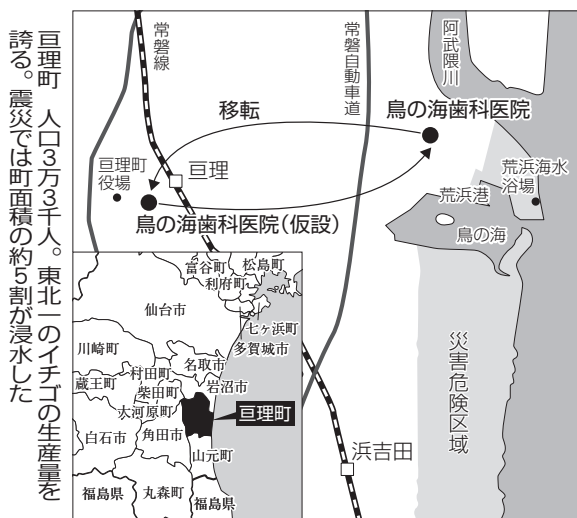 亘理町　人口3万3千人。東北一のイチゴの生産量を
誇る。震災では町面積の約5割が浸水した
常磐線
常磐自動車道
阿武隈川
移転
鳥の海歯科医院
亘理町
役場
亘理
荒浜海水
浴場
荒浜港
鳥の海
鳥の海歯科医院(仮設)
災害危険区域
浜吉田
富谷町
松島町
利府町
仙台市
七ヶ浜町
多賀城市
川崎町
名取市
村田町
蔵王町
岩沼市
柴田町
大河原町
亘理町
白石市
角田市
山元町
福島県
丸森町
福島県